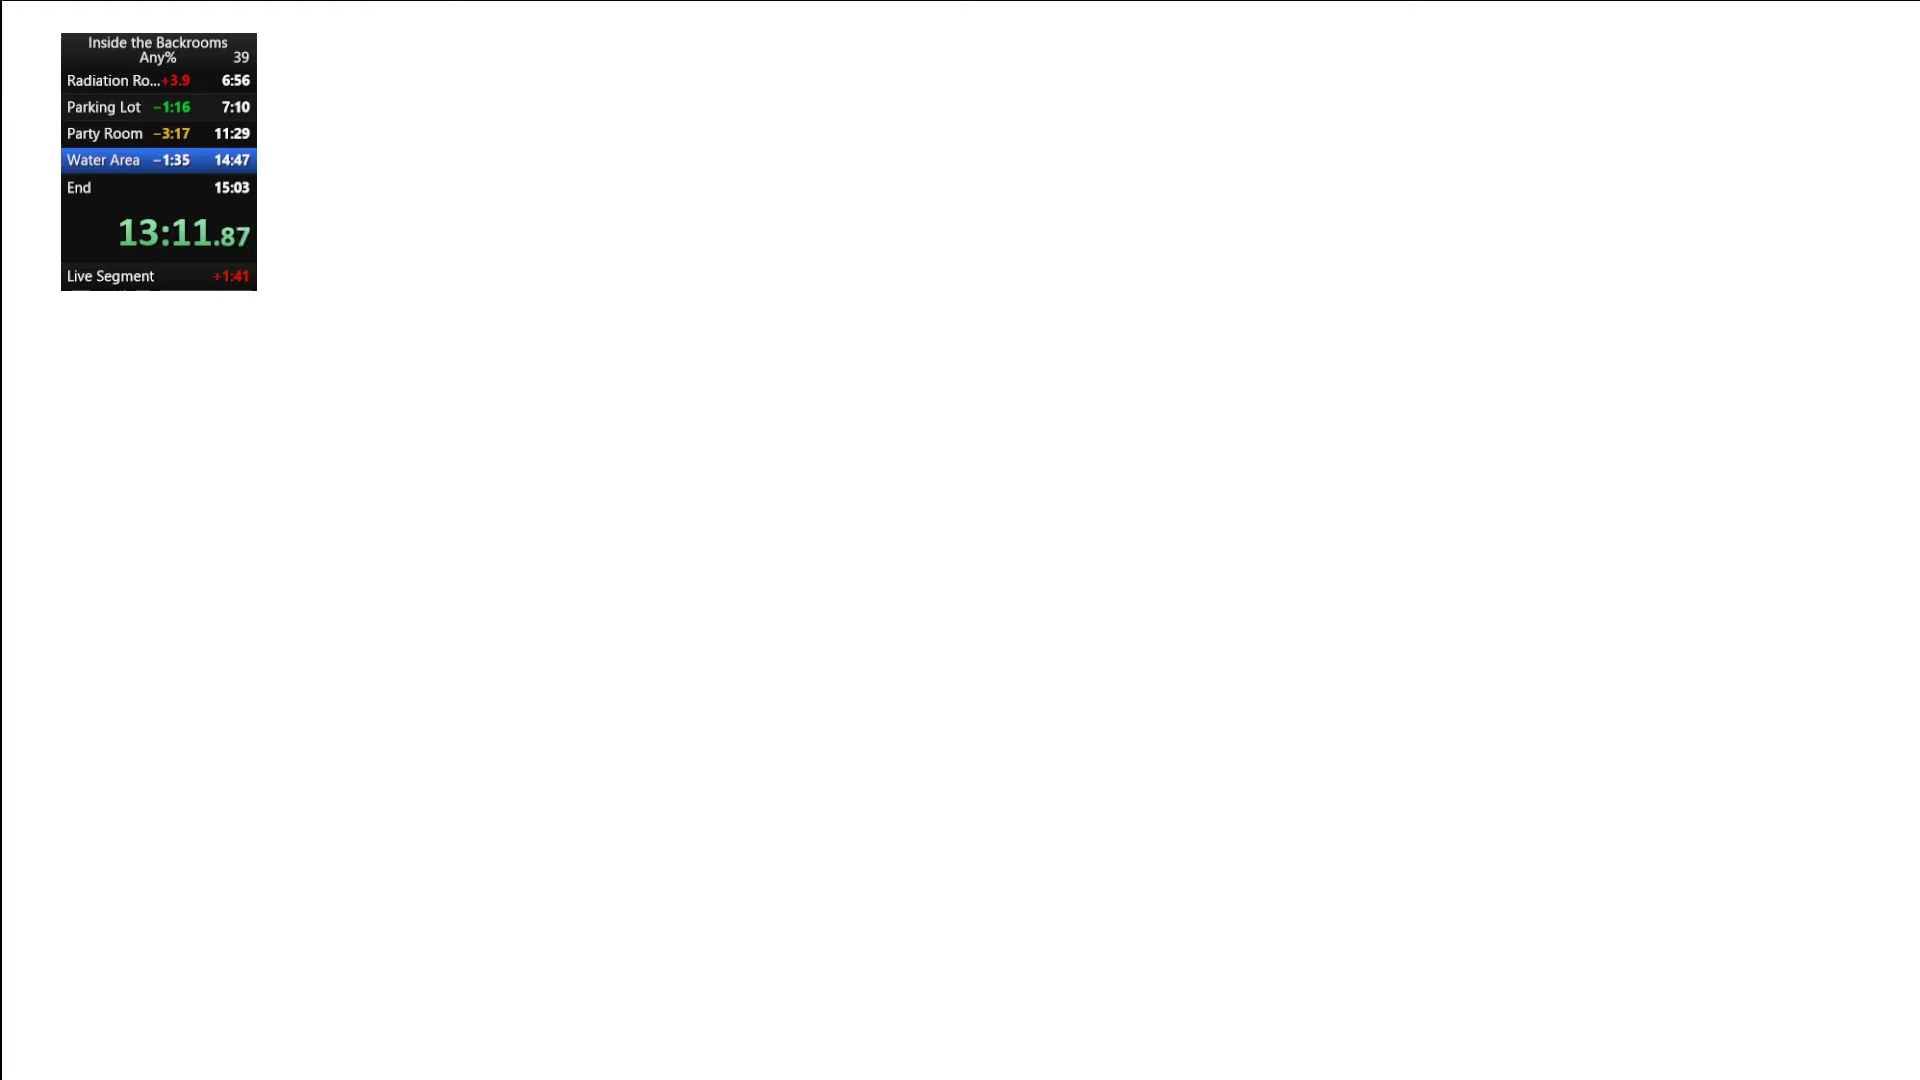 Inside the Backrooms
Any% 39
Radiation Ro... +3.9 6:56
Parking Lot −1:16 7:10
Party Room −3:17 11:29
Water Area −1:35 14:47
End 15:03
13:11.87
Live Segment +1:41